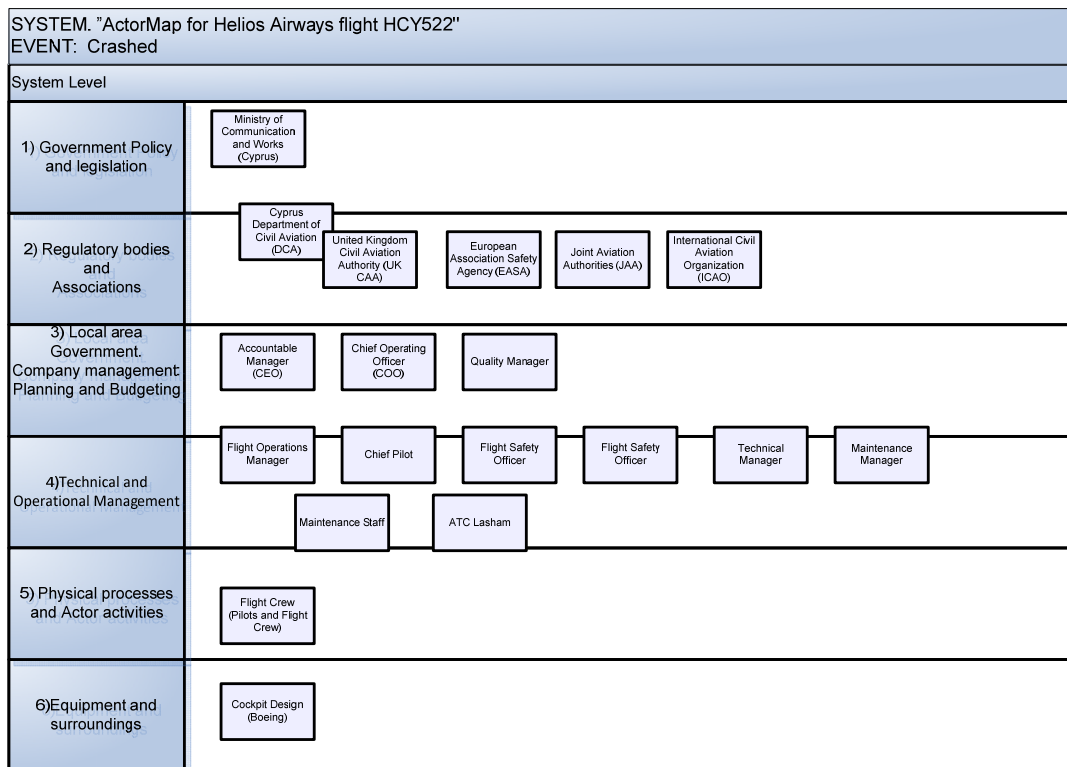 SYSTEM. "ActorMap for Helios Airways flight HCY522"
EVENT: Crashed
System Level
1) Government Policy
and legislation
Ministry of
Communication
and Works
(Cyprus)
2) Regulatory bodies
and
Associations
Cyprus
Department of
Civil Aviation
(DCA)
United Kingdom
Civil Aviation
Authority (UK
CAA)
European
Association Safety
Agency (EASA)
Joint Aviation
Authorities (JAA)
International Civil
Aviation
Organization
(ICAO)
3) Local area
Government.
Company management
Planning and Budgeting
Accountable
Manager
(CEO)
Chief Operating
Officer
(COO)
Quality Manager
4)Technical and
Operational Management
Flight Operations
Manager
Chief Pilot
Flight Safety
Officer
Flight Safety
Officer
Technical
Manager
Maintenance
Manager
Maintenance Staff
ATC Lasham
5) Physical processes
and Actor activities
Flight Crew
(Pilots and Flight
Crew)
6)Equipment and
surroundings
Cockpit Design
(Boeing)